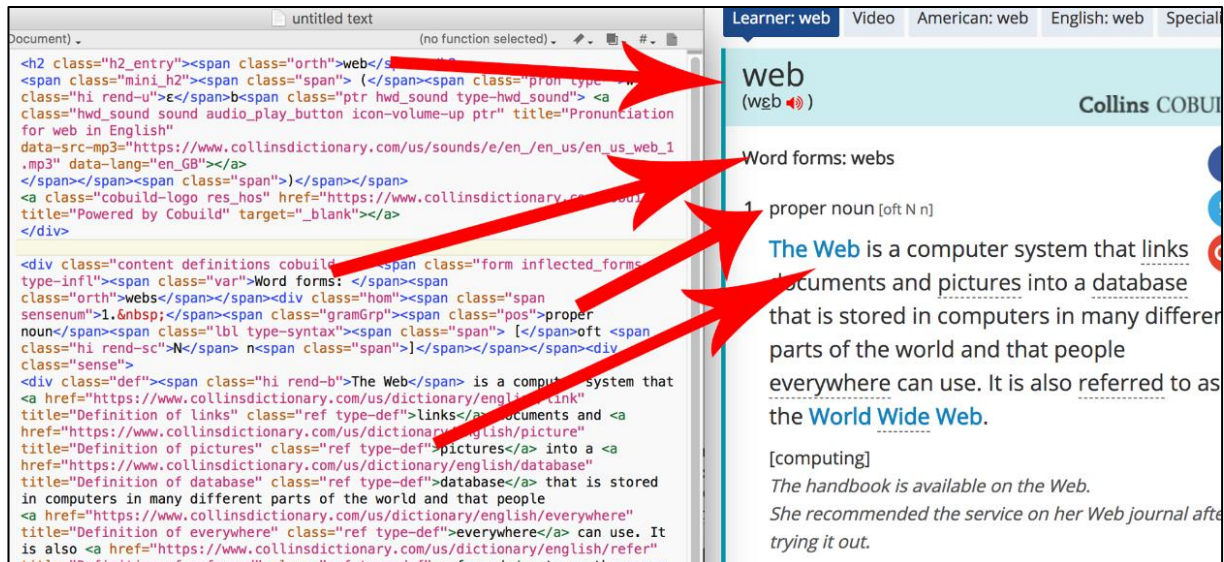 untitled text
Document)
(no function selected)
#
<h2 class="h2_entry"><span class="orth">web</
<span class="mini_h2"><span class="span"> (</span><span class="pron type-
class="hi rend-u">ɛ</span>b<span class="ptr hwd_sound type-hwd_sound"> <a
class="hwd_sound sound audio_play_button icon-volume-up ptr" title="Pronunciation
for web in English"
data-src-mp3="https://www.collinsdictionary.com/us/sounds/e/en_/en_us/en_us_web_1
.mp3" data-lang="en_GB"></a>
</span></span><span class="span">)</span></span>
<a class="cobuild-logo res_hos" href="https://www.collinsdictionary.
title="Powered by Cobuild" target="_blank"></a>
</div>
<div class="content definitions cobuild <span class="form inflected_forms
type-infl"><span class="var">Word forms: </span><span
class="orth">webs</span></span><div class="hom"><span class="span
sensenum">1.&nbsp;</span><span class="gramGrp"><span class="pos">proper
noun</span><span class="lbl type-syntax"><span class="span"> [</span>oft <span
class="hi rend-sc">N</span> n<span class="span">]</span></span></span><div
class="sense">
<div class="def"><span class="hi rend-b">The Web</span> is a computer system that
<a href="https://www.collinsdictionary.com/us/dictionary/english/link"
title="Definition of links" class="ref type-def">links</a> documents and <a
href="https://www.collinsdictionary.com/us/dictionary/english/picture"
title="Definition of pictures" class="ref type-def">pictures</a> into a <a
href="https://www.collinsdictionary.com/us/dictionary/english/database"
title="Definition of database" class="ref type-def">database</a> that is stored
in computers in many different parts of the world and that people
<a href="https://www.collinsdictionary.com/us/dictionary/english/everywhere"
title="Definition of everywhere" class="ref type-def">everywhere</a> can use. It
is also <a href="https://www.collinsdictionary.com/us/dictionary/english/refer"
Learner: web Video American: web English: web Speciali
web
(wɛb )
Collins COBUI
Word forms: webs
1. proper noun [oft N n]
The Web is a computer system that links
documents and pictures into a database
that is stored in computers in many differen
parts of the world and that people
everywhere can use. It is also referred to as
the World Wide Web.
[computing]
The handbook is available on the Web.
She recommended the service on her Web journal afte
trying it out.